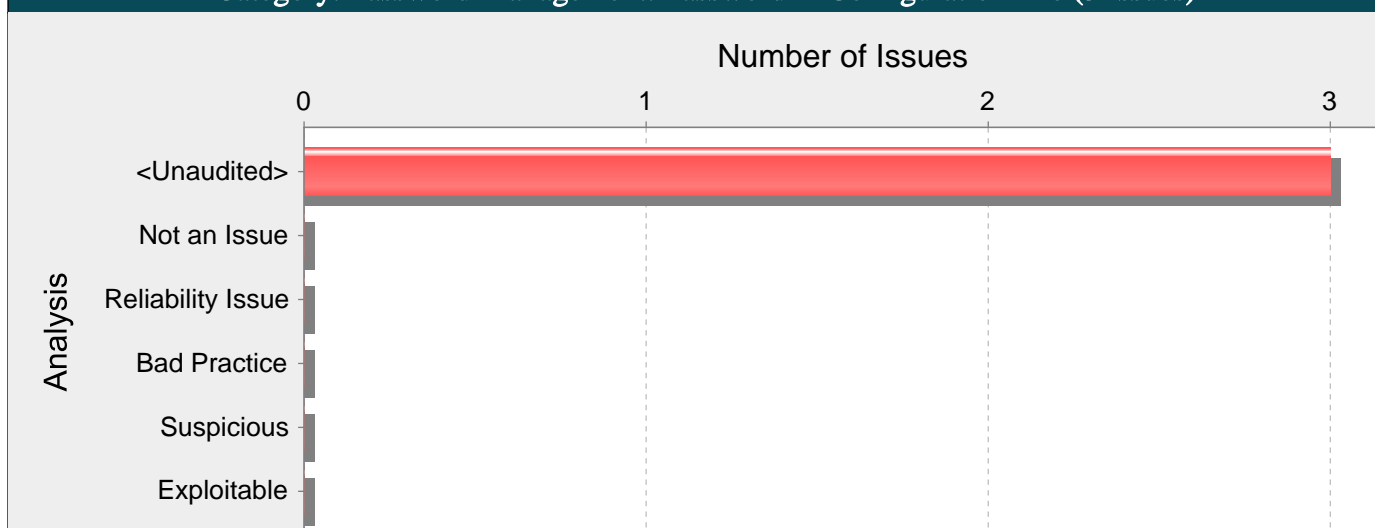 Number of Issues
0 1 2 3
<Unaudited>
Not an Issue
Reliability Issue
Bad Practice
Suspicious
Exploitable
Analysis